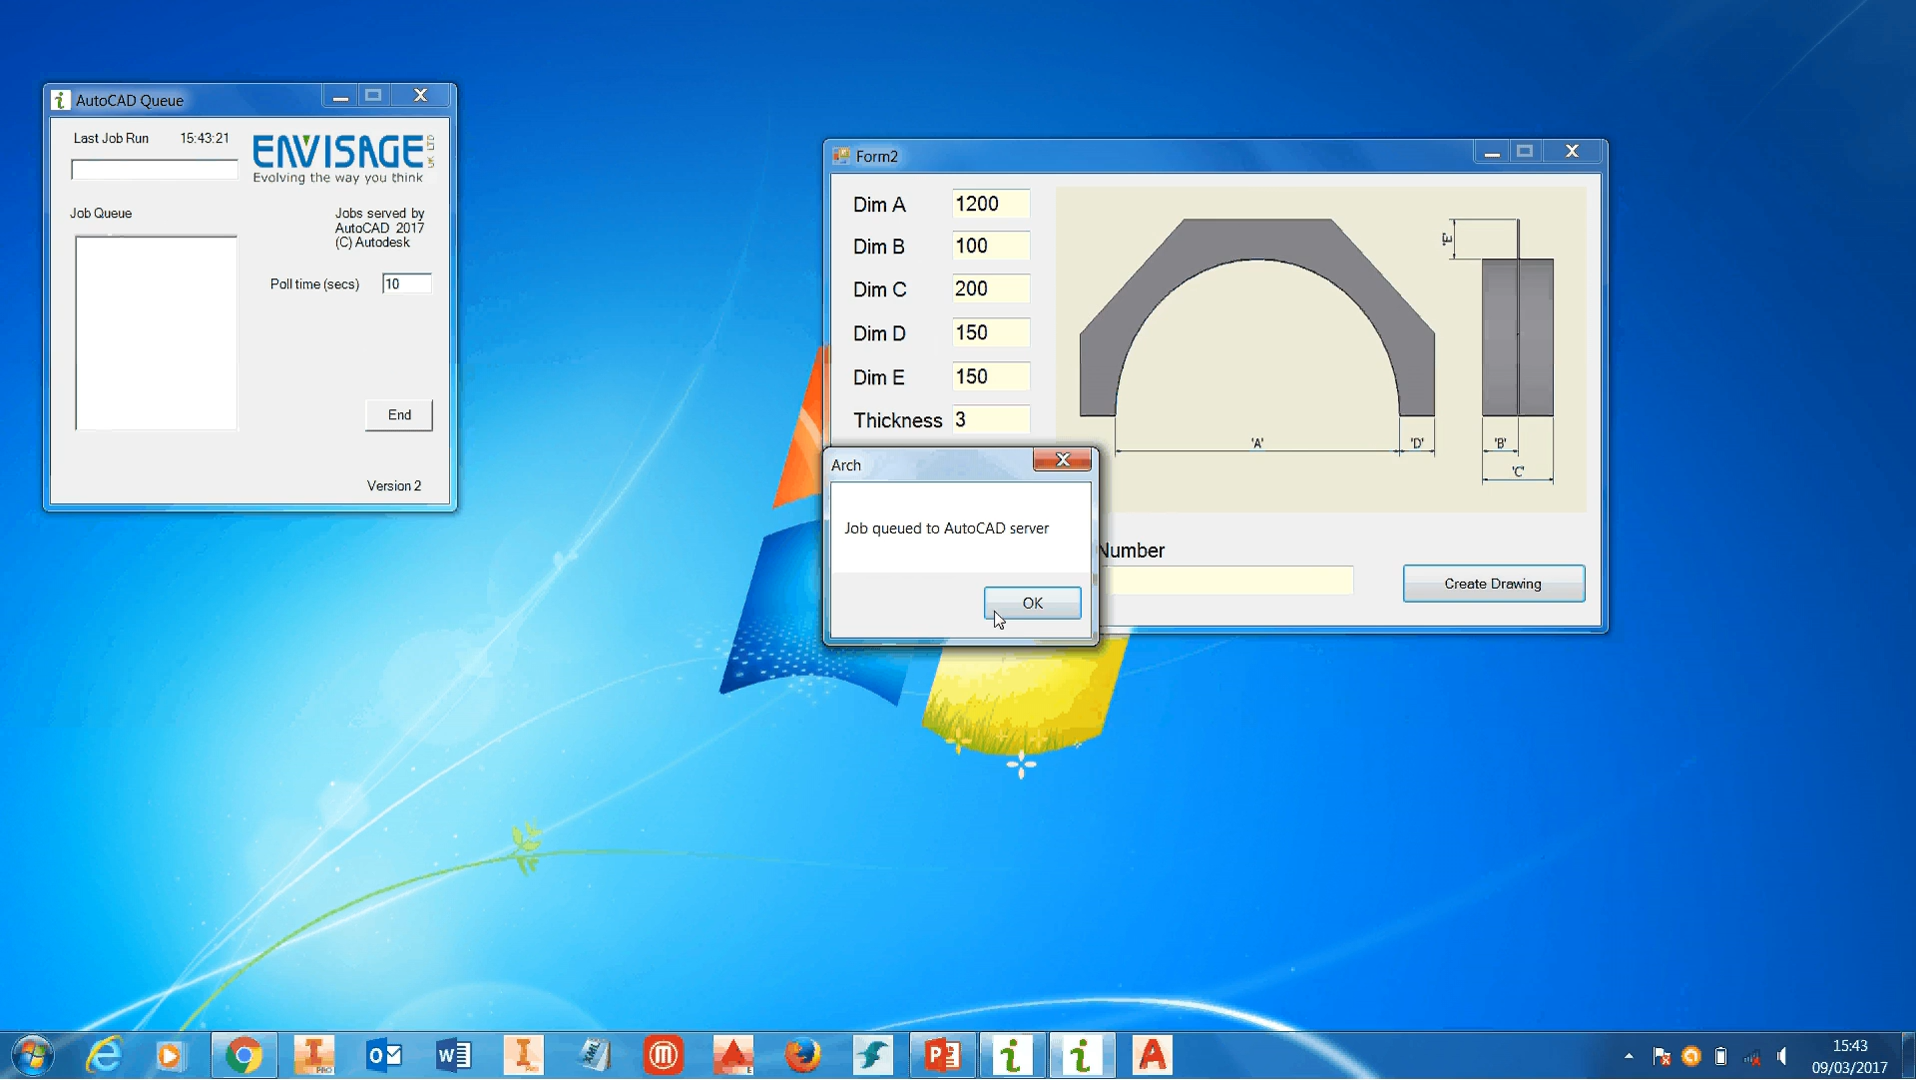 AutoCAD Queue
Last Job Run 15:43:21
ENVISAGE
Evolving the way you think
Job Queue
Jobs served by
AutoCAD 2017
(C) Autodesk
Poll time (secs) 10
End
Version 2
Form2
Dim A 1200
Dim B 100
Dim C 200
Dim D 150
Dim E 150
Thickness 3
'E'
'A' 'D' 'B'
'C'
Arch
Job queued to AutoCAD server
OK
Number
Create Drawing
15:43
09/03/2017